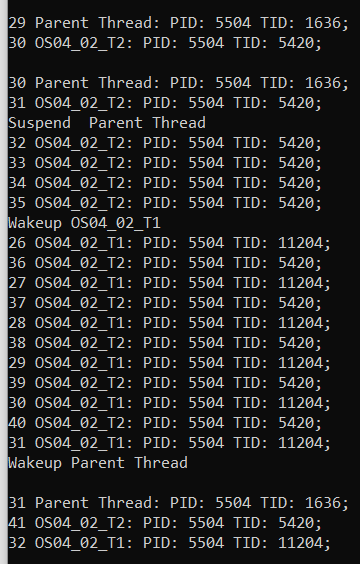 29 Parent Thread: PID: 5504 TID: 1636;
30 OS04_02_T2: PID: 5504 TID: 5420;
30 Parent Thread: PID: 5504 TID: 1636;
31 OS04_02_T2: PID: 5504 TID: 5420;
Suspend  Parent Thread
32 OS04_02_T2: PID: 5504 TID: 5420;
33 OS04_02_T2: PID: 5504 TID: 5420;
34 OS04_02_T2: PID: 5504 TID: 5420;
35 OS04_02_T2: PID: 5504 TID: 5420;
Wakeup OS04_02_T1
26 OS04_02_T1: PID: 5504 TID: 11204;
36 OS04_02_T2: PID: 5504 TID: 5420;
27 OS04_02_T1: PID: 5504 TID: 11204;
37 OS04_02_T2: PID: 5504 TID: 5420;
28 OS04_02_T1: PID: 5504 TID: 11204;
38 OS04_02_T2: PID: 5504 TID: 5420;
29 OS04_02_T1: PID: 5504 TID: 11204;
39 OS04_02_T2: PID: 5504 TID: 5420;
30 OS04_02_T1: PID: 5504 TID: 11204;
40 OS04_02_T2: PID: 5504 TID: 5420;
31 OS04_02_T1: PID: 5504 TID: 11204;
Wakeup Parent Thread
31 Parent Thread: PID: 5504 TID: 1636;
41 OS04_02_T2: PID: 5504 TID: 5420;
32 OS04_02_T1: PID: 5504 TID: 11204;